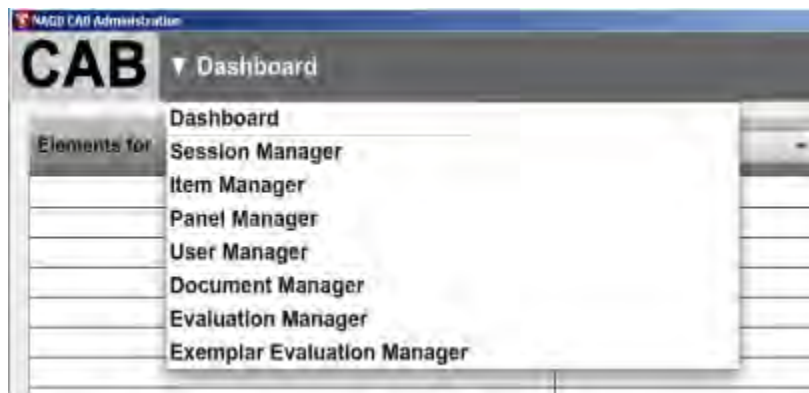 NAGB CAB Administration
CAB ▼ Dashboard
Dashboard
Elements for
Session Manager
Item Manager
Panel Manager
User Manager
Document Manager
Evaluation Manager
Exemplar Evaluation Manager